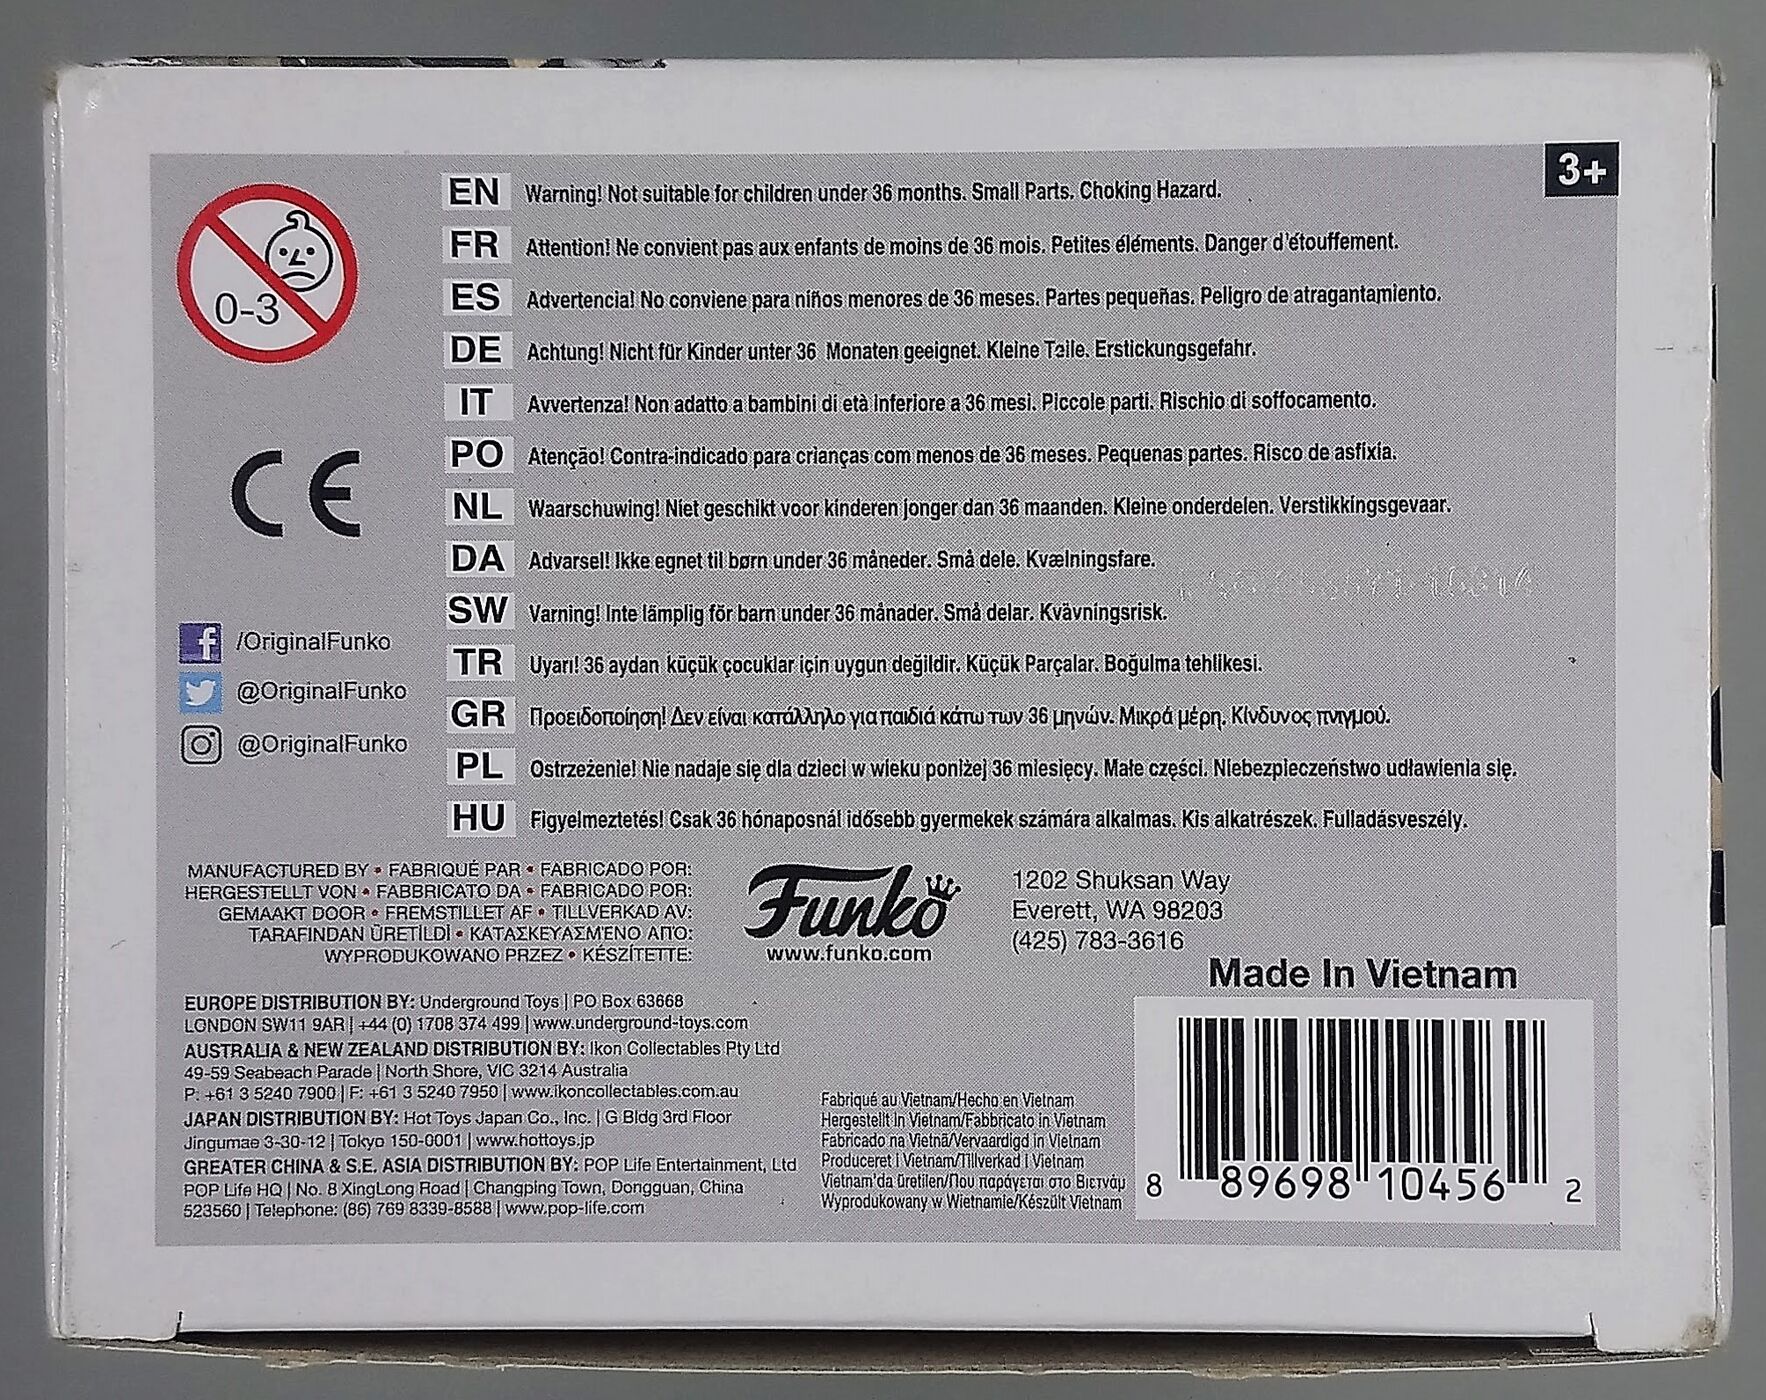 3+
0-3
EN Warning! Not suitable for children under 36 months. Small Parts. Choking Hazard.
FR Attention! Ne convient pas aux enfants de moins de 36 mois. Petites éléments. Danger d'étouffement.
ES Advertencia! No conviene para niños menores de 36 meses. Partes pequeñas. Peligro de atragantamiento.
DE Achtung! Nicht für Kinder unter 36 Monaten geeignet. Kleine Teile. Erstickungsgefahr.
IT Avvertenza! Non adatto a bambini di età inferiore a 36 mesi. Piccole parti. Rischio di soffocamento.
PO Atenção! Contra-indicado para crianças com menos de 36 meses. Pequenas partes. Risco de asfixia.
NL Waarschuwing! Niet geschikt voor kinderen jonger dan 36 maanden. Kleine onderdelen. Verstikkingsgevaar.
DA Advarsel! Ikke egnet til børn under 36 måneder. Små dele. Kvælningsfare.
SW Varning! Inte lämplig för barn under 36 månader. Små delar. Kvävningsrisk.
TR Uyarı! 36 aydan küçük çocuklar için uygun değildir. Küçük Parçalar. Boğulma tehlikesi.
GR Προειδοποίηση! Δεν είναι κατάλληλο για παιδιά κάτω των 36 μηνών. Μικρά μέρη. Κίνδυνος πνιγμού.
PL Ostrzeżenie! Nie nadaje się dla dzieci w wieku poniżej 36 miesięcy. Małe części. Niebezpieczeństwo udławienia się.
HU Figyelmeztetés! Csak 36 hónaposnál idősebb gyermekek számára alkalmas. Kis alkatrészek. Fulladásveszély.
CE
/OriginalFunko
@OriginalFunko
@OriginalFunko
MANUFACTURED BY • FABRIQUÉ PAR • FABRICADO POR:
HERGESTELLT VON • FABBRICATO DA • FABRICADO POR:
GEMAAKT DOOR • FREMSTILLET AF • TILLVERKAD AV:
TARAFINDAN ÜRETİLDİ • ΚΑΤΑΣΚΕΥΑΣΜΈΝΟ ΑΠΌ:
WYPRODUKOWANO PRZEZ • KÉSZÍTETTE:
Funko
www.funko.com
1202 Shuksan Way
Everett, WA 98203
(425) 783-3616
Made In Vietnam
EUROPE DISTRIBUTION BY: Underground Toys | PO Box 63668
LONDON SW11 9AR | +44 (0) 1708 374 499 | www.underground-toys.com
AUSTRALIA & NEW ZEALAND DISTRIBUTION BY: Ikon Collectables Pty Ltd
49-59 Seabeach Parade | North Shore, VIC 3214 Australia
P: +61 3 5240 7900 | F: +61 3 5240 7950 | www.ikoncollectables.com.au
JAPAN DISTRIBUTION BY: Hot Toys Japan Co., Inc. | G Bldg 3rd Floor
Jingumae 3-30-12 | Tokyo 150-0001 | www.hottoys.jp
GREATER CHINA & S.E. ASIA DISTRIBUTION BY: POP Life Entertainment, Ltd
POP Life HQ | No. 8 XingLong Road | Changping Town, Dongguan, China
523560 | Telephone: (86) 769 8339-8588 | www.pop-life.com
Fabriqué au Vietnam/Hecho en Vietnam
Hergestellt in Vietnam/Fabbricato in Vietnam
Fabricado na Vietnã/Vervaardigd in Vietnam
Produceret i Vietnam/Tillverkad i Vietnam
Vietnam'da üretilen/Που παράγεται στο Βιετνάμ
Wyprodukowany w Wietnamie/Készült Vietnam
8 89698 10456 2